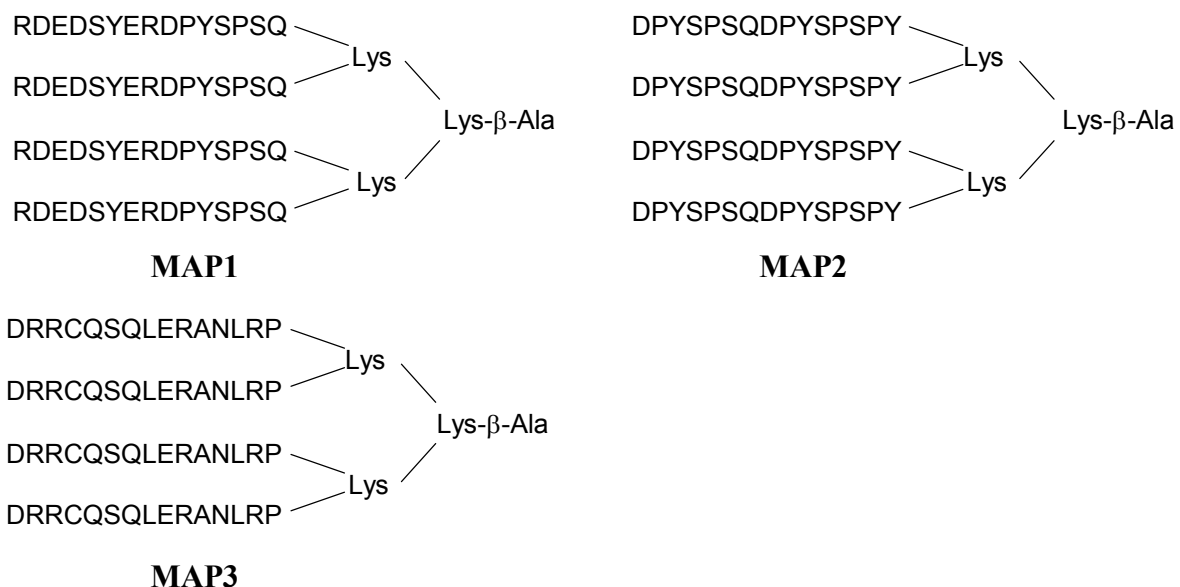 RDEDSYERDPYSPSQ
Lys
RDEDSYERDPYSPSQ
Lys-β-Ala
RDEDSYERDPYSPSQ
Lys
RDEDSYERDPYSPSQ
MAP1
DPYSPSQDPYSPSPY
Lys
DPYSPSQDPYSPSPY
Lys-β-Ala
DPYSPSQDPYSPSPY
Lys
DPYSPSQDPYSPSPY
MAP2
DRRCQSQLERANLRP
Lys
DRRCQSQLERANLRP
Lys-β-Ala
DRRCQSQLERANLRP
Lys
DRRCQSQLERANLRP
MAP3